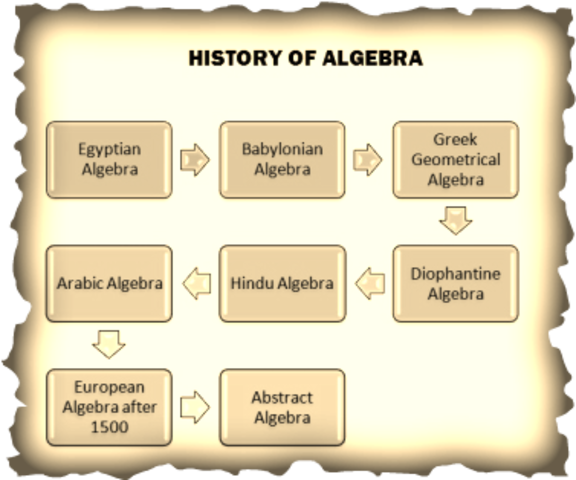 HISTORY OF ALGEBRA
Egyptian
Algebra
Babylonian
Algebra
Greek
Geometrical
Algebra
Diophantine
Algebra
Hindu Algebra
Arabic Algebra
European
Algebra after
1500
Abstract
Algebra